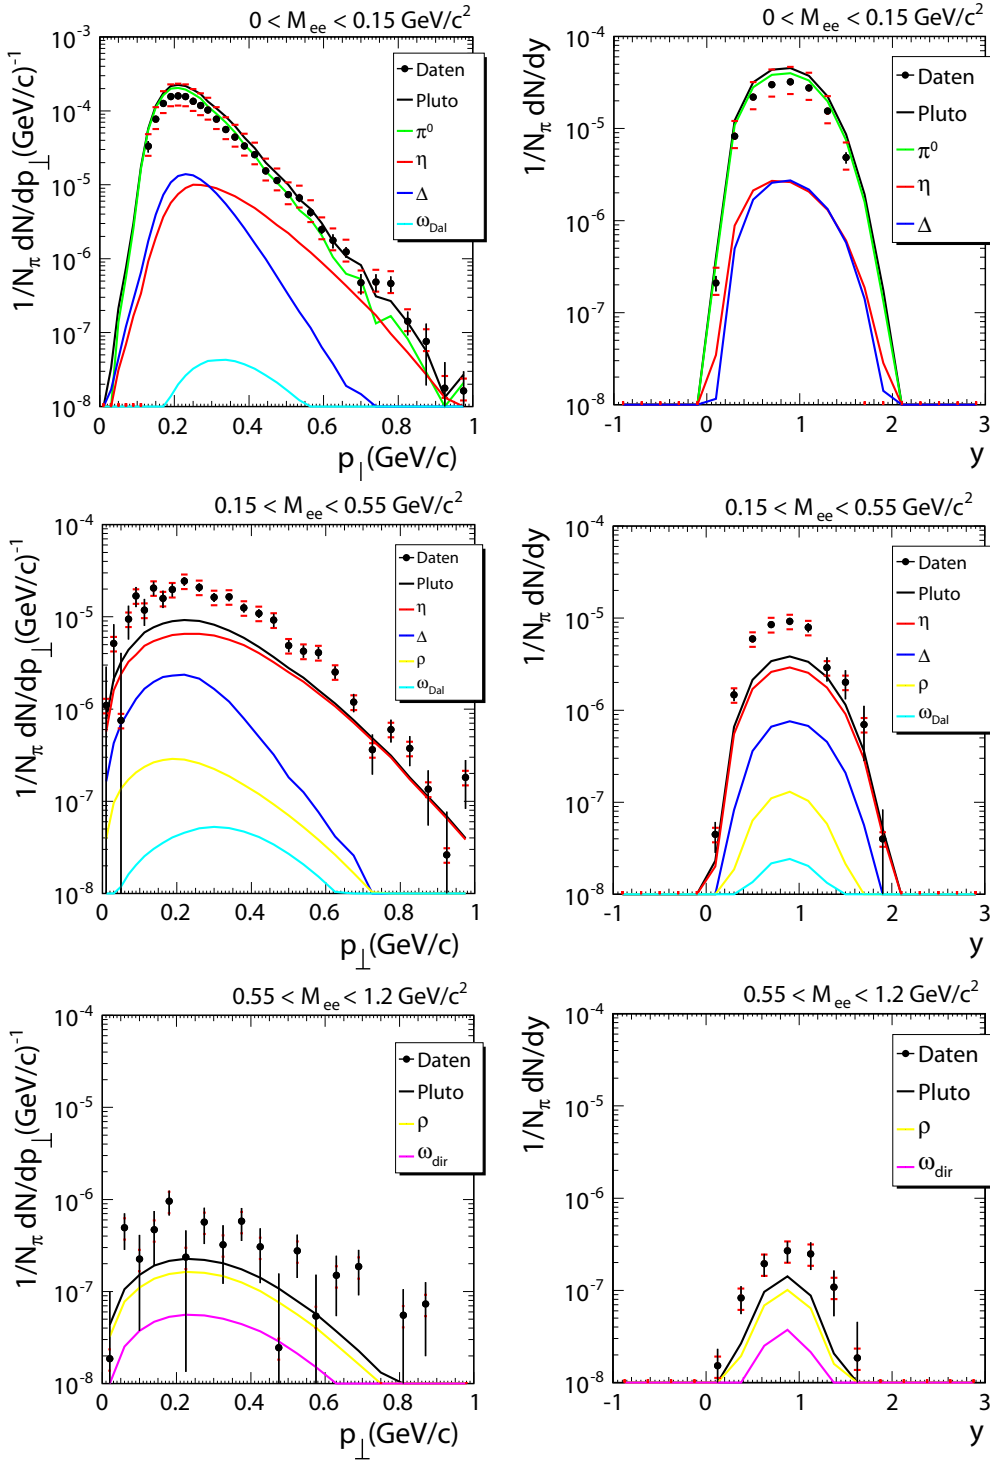 0 < M_ee < 0.15 GeV/c²
1/N_π dN/dp_⊥ (GeV/c)⁻¹
10⁻³
10⁻⁴
10⁻⁵
10⁻⁶
10⁻⁷
10⁻⁸
Daten
Pluto
π⁰
η
Δ
ω_Dal
0 0.2 0.4 0.6 0.8 1
p_⊥(GeV/c)
0 < M_ee < 0.15 GeV/c²
1/N_π dN/dy
10⁻⁴
10⁻⁵
10⁻⁶
10⁻⁷
10⁻⁸
Daten
Pluto
π⁰
η
Δ
-1 0 1 2 3
y
0.15 < M_ee < 0.55 GeV/c²
1/N_π dN/dp_⊥ (GeV/c)⁻¹
10⁻⁴
10⁻⁵
10⁻⁶
10⁻⁷
10⁻⁸
Daten
Pluto
η
Δ
ρ
ω_Dal
0 0.2 0.4 0.6 0.8 1
p_⊥(GeV/c)
0.15 < M_ee < 0.55 GeV/c²
1/N_π dN/dy
10⁻⁴
10⁻⁵
10⁻⁶
10⁻⁷
10⁻⁸
Daten
Pluto
η
Δ
ρ
ω_Dal
-1 0 1 2 3
y
0.55 < M_ee < 1.2 GeV/c²
1/N_π dN/dp_⊥ (GeV/c)⁻¹
10⁻⁴
10⁻⁵
10⁻⁶
10⁻⁷
10⁻⁸
Daten
Pluto
ρ
ω_dir
0 0.2 0.4 0.6 0.8 1
p_⊥(GeV/c)
0.55 < M_ee < 1.2 GeV/c²
1/N_π dN/dy
10⁻⁴
10⁻⁵
10⁻⁶
10⁻⁷
10⁻⁸
Daten
Pluto
ρ
ω_dir
-1 0 1 2 3
y